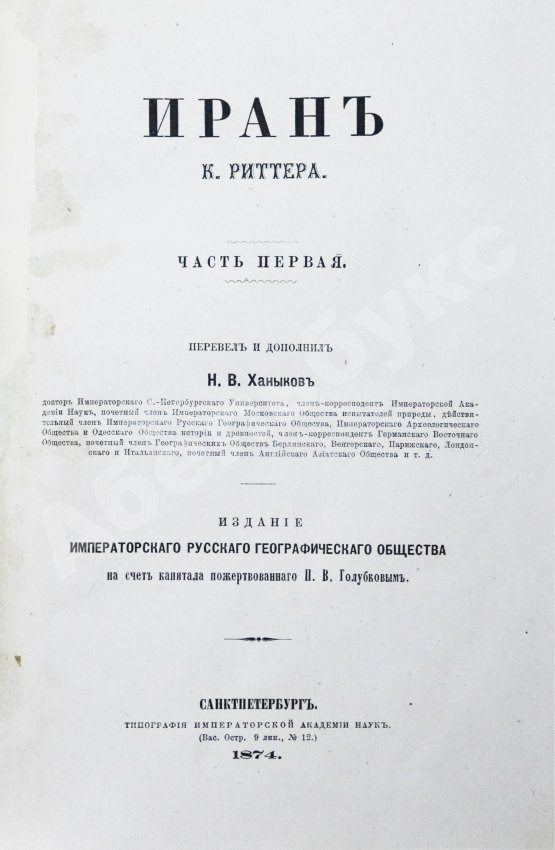 ИРАНЪ
К. РИТТЕРА.
ЧАСТЬ ПЕРВАЯ.
ПЕРЕВЕЛЪ И ДОПОЛНИЛЪ
Н. В. Ханыковъ
докторъ Императорскаго С.-Петербургскаго Университета, членъ-корреспондентъ Императорской Ака-
деміи Наукъ, почетный членъ Императорскаго Московскаго Общества испытателей природы, дѣйстви-
тельный членъ Императорскаго Русскаго Географическаго Общества, Императорскаго Археологическаго
Общества и Одесскаго Общества исторіи и древностей, членъ-корреспондентъ Германскаго Восточнаго
Общества, почетный членъ Географическихъ Обществъ Берлинскаго, Венгерскаго, Парижскаго, Лондон-
скаго и Итальянскаго, почетный членъ Англійскаго Азіатскаго Общества и т. д.
ИЗДАНІЕ
ИМПЕРАТОРСКАГО РУССКАГО ГЕОГРАФИЧЕСКАГО ОБЩЕСТВА
на счетъ капитала пожертвованнаго П. В. Голубковымъ.
САНКТПЕТЕРБУРГЪ.
ТИПОГРАФІЯ ИМПЕРАТОРСКОЙ АКАДЕМІИ НАУКЪ.
(Вас. Остр. 9 лин., № 12.)
1874.